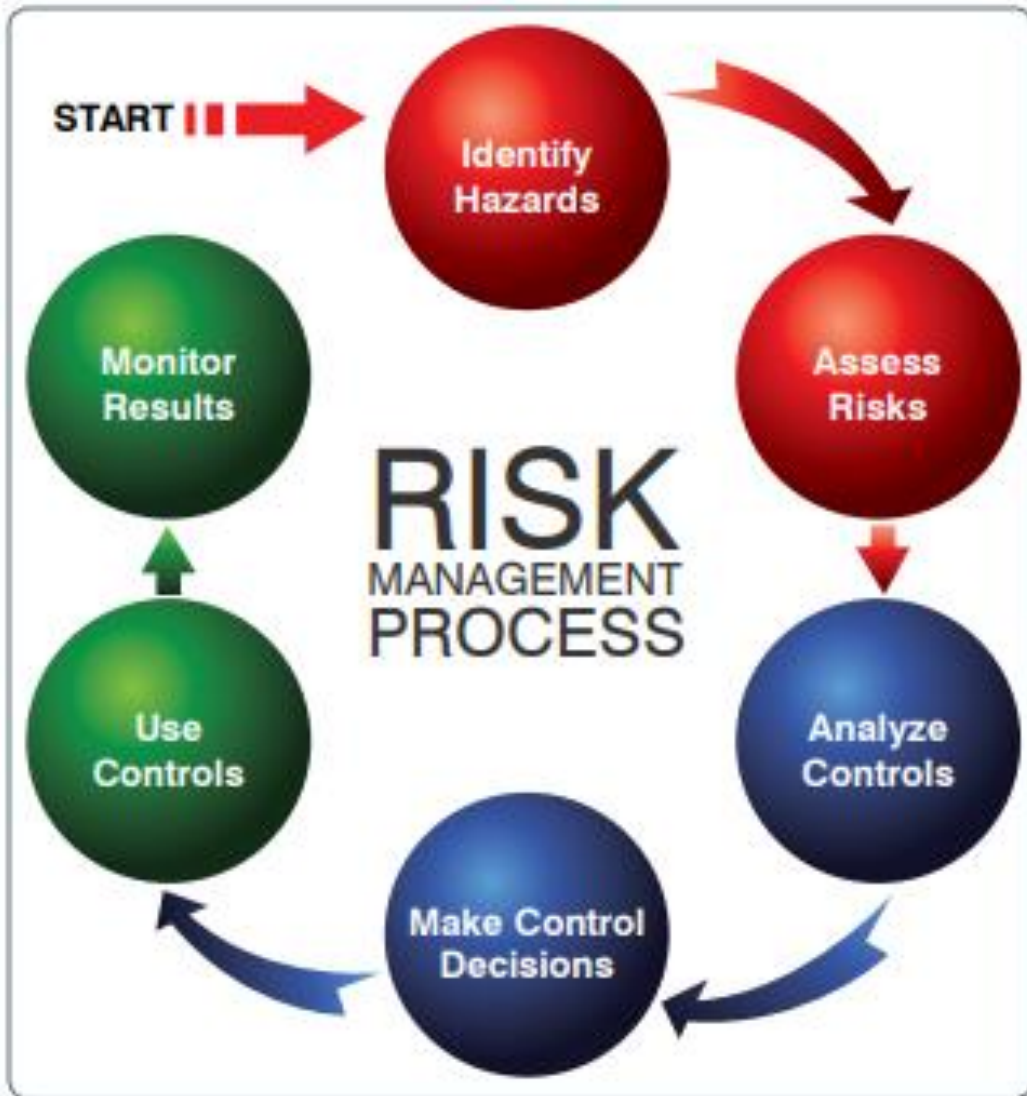 START
Identify
Hazards
Assess
Risks
Analyze
Controls
Make Control
Decisions
Use
Controls
Monitor
Results
RISK
MANAGEMENT
PROCESS